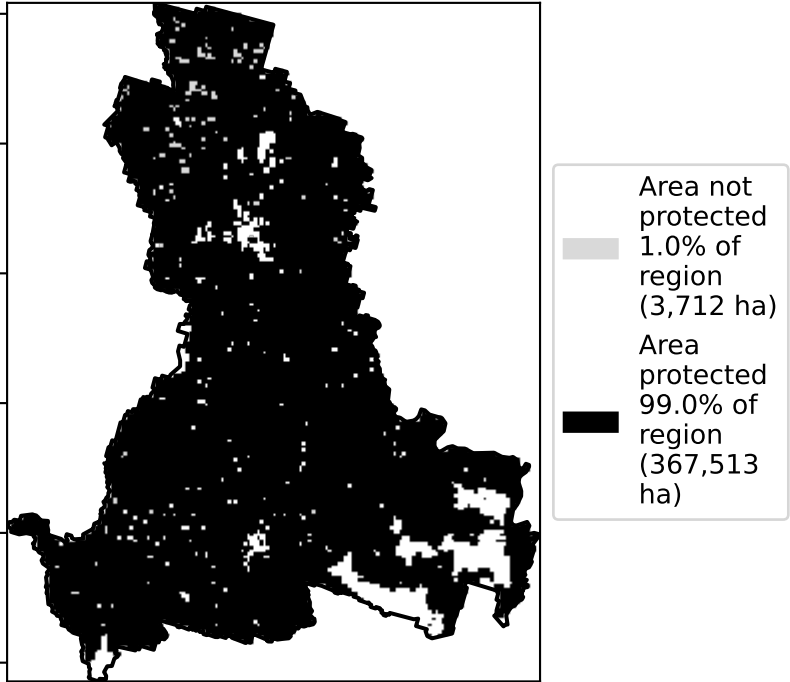 Area not
protected
1.0% of
region
(3,712 ha)
Area
protected
99.0% of
region
(367,513
ha)